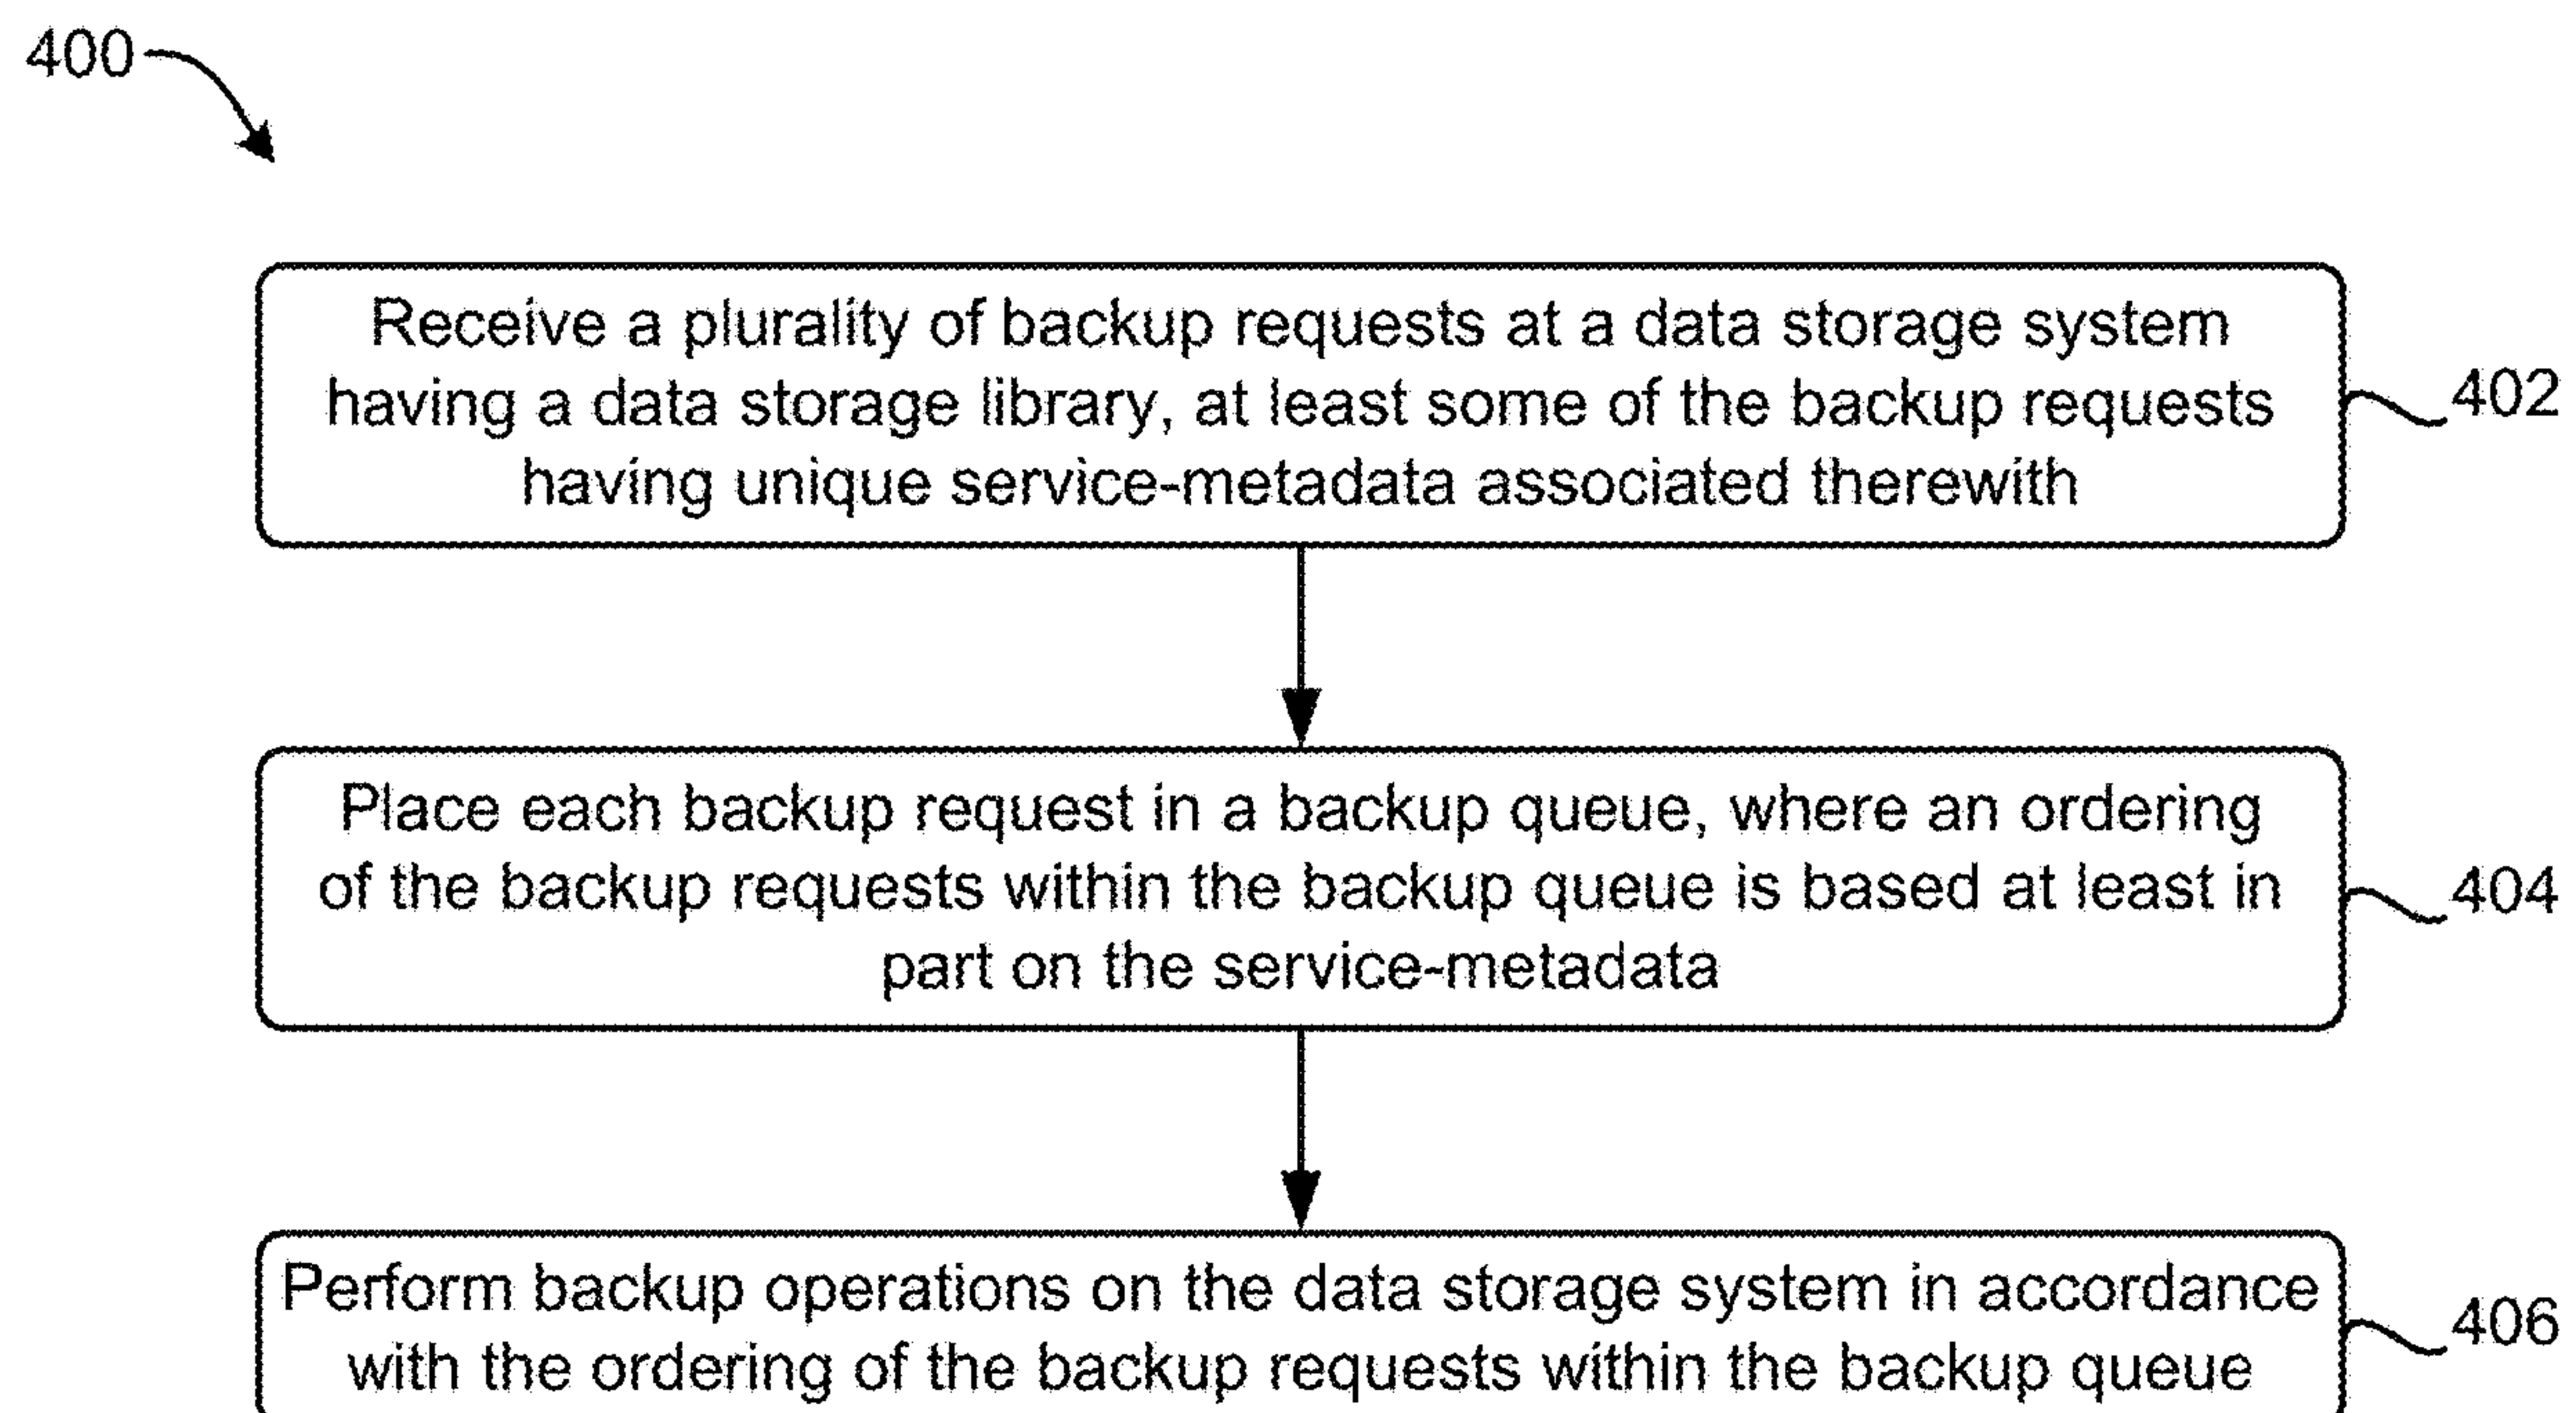 400
Receive a plurality of backup requests at a data storage system
having a data storage library, at least some of the backup requests
having unique service-metadata associated therewith
402
Place each backup request in a backup queue, where an ordering
of the backup requests within the backup queue is based at least in
part on the service-metadata
404
Perform backup operations on the data storage system in accordance
with the ordering of the backup requests within the backup queue
406